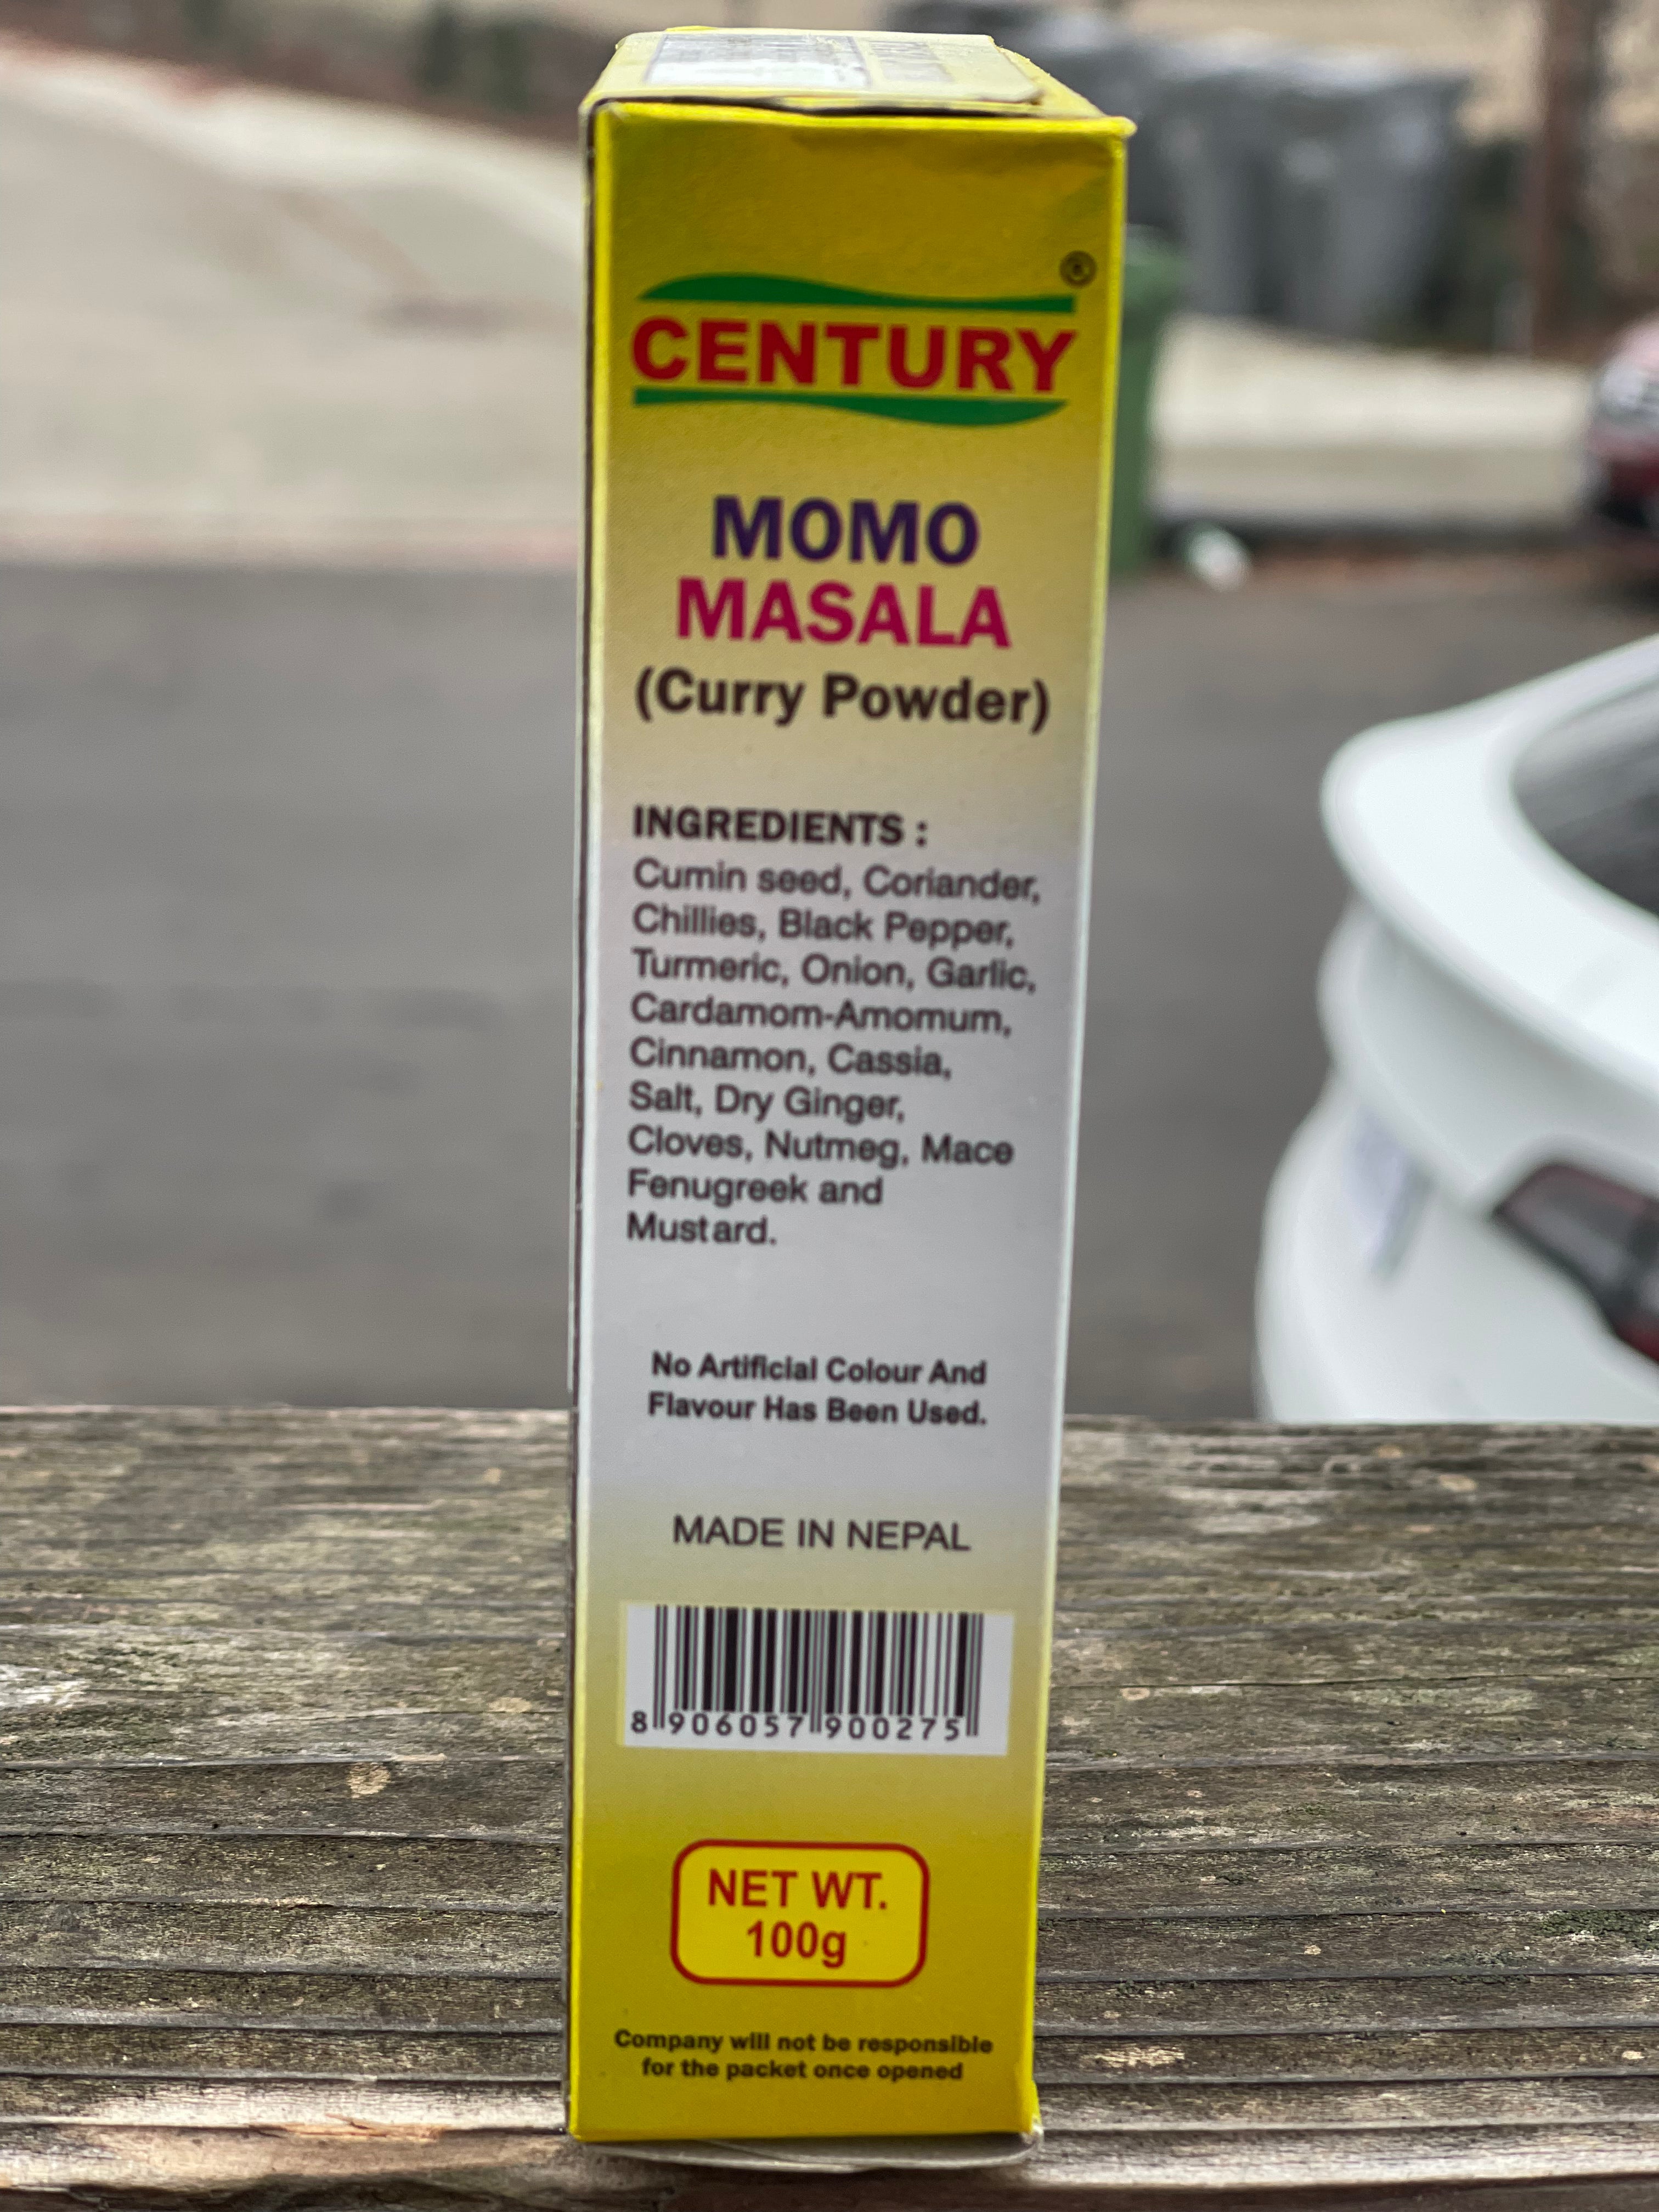 ®
CENTURY
MOMO
MASALA
(Curry Powder)
INGREDIENTS :
Cumin seed, Coriander,
Chillies, Black Pepper,
Turmeric, Onion, Garlic,
Cardamom-Amomum,
Cinnamon, Cassia,
Salt, Dry Ginger,
Cloves, Nutmeg, Mace
Fenugreek and
Mustard.
No Artificial Colour And
Flavour Has Been Used.
MADE IN NEPAL
8 906057 900275
NET WT.
100g
Company will not be responsible
for the packet once opened